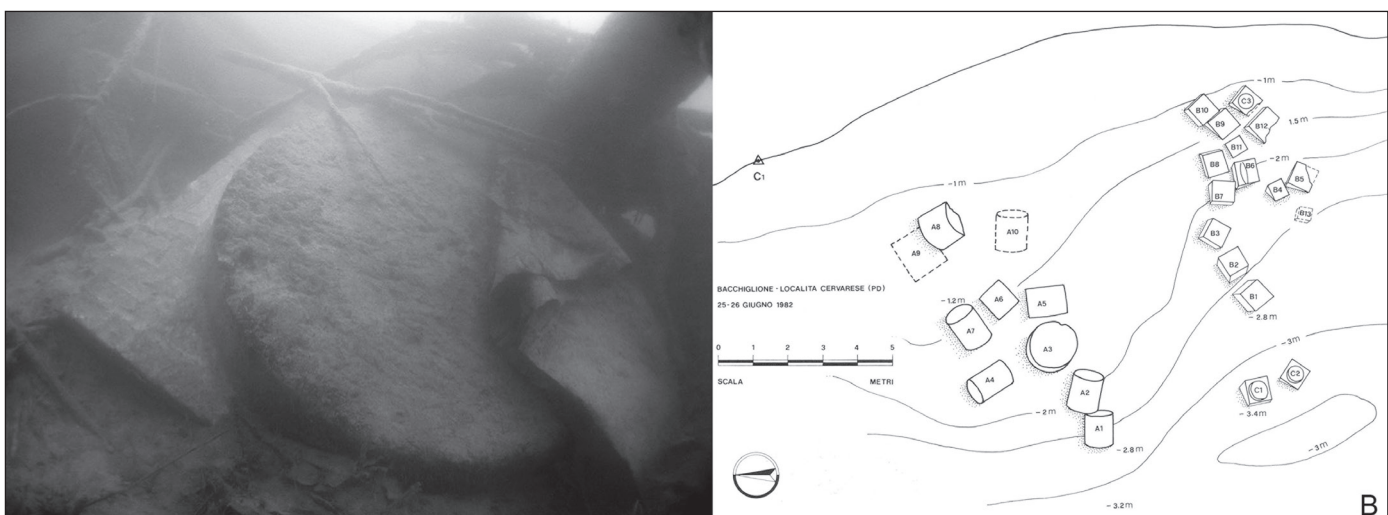 -1m
C3
B10
B9
B12
1.5m
B11
-2m
C1
B8
B6
-1m
B4
B5
B7
B13
A8
A10
B3
A9
B2
BACCHIGLIONE - LOCALITA CERVARESE (PD)
25-26 GIUGNO 1982
-1.2m
A6
A5
B1
-2.8m
A7
0 1 2 3 4 5
A3
-3m
SCALA METRI
A4
C2
A2
C1
-3.4m
-2m
A1
-2.8m
-3m
-3.2m
B